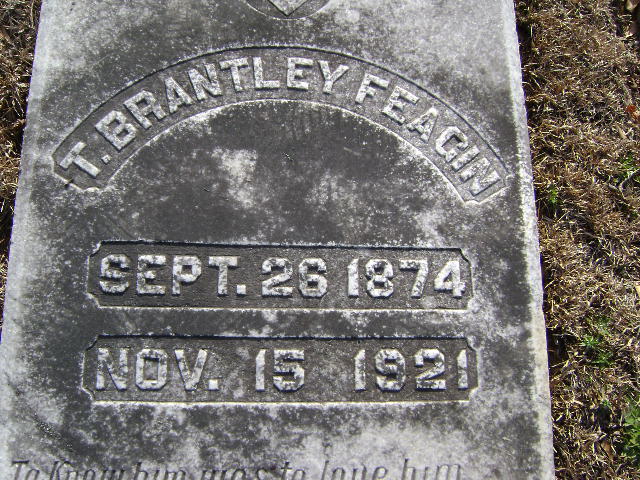 T. BRANTLEY FEAGIN
SEPT. 26 1874
NOV. 15 1921
To Know him was to love him